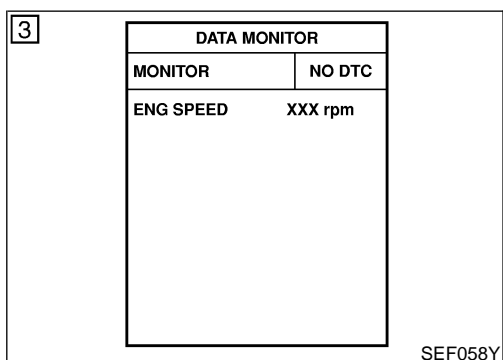 3
DATA MONITOR
MONITOR NO DTC
ENG SPEED XXX rpm
SEF058Y